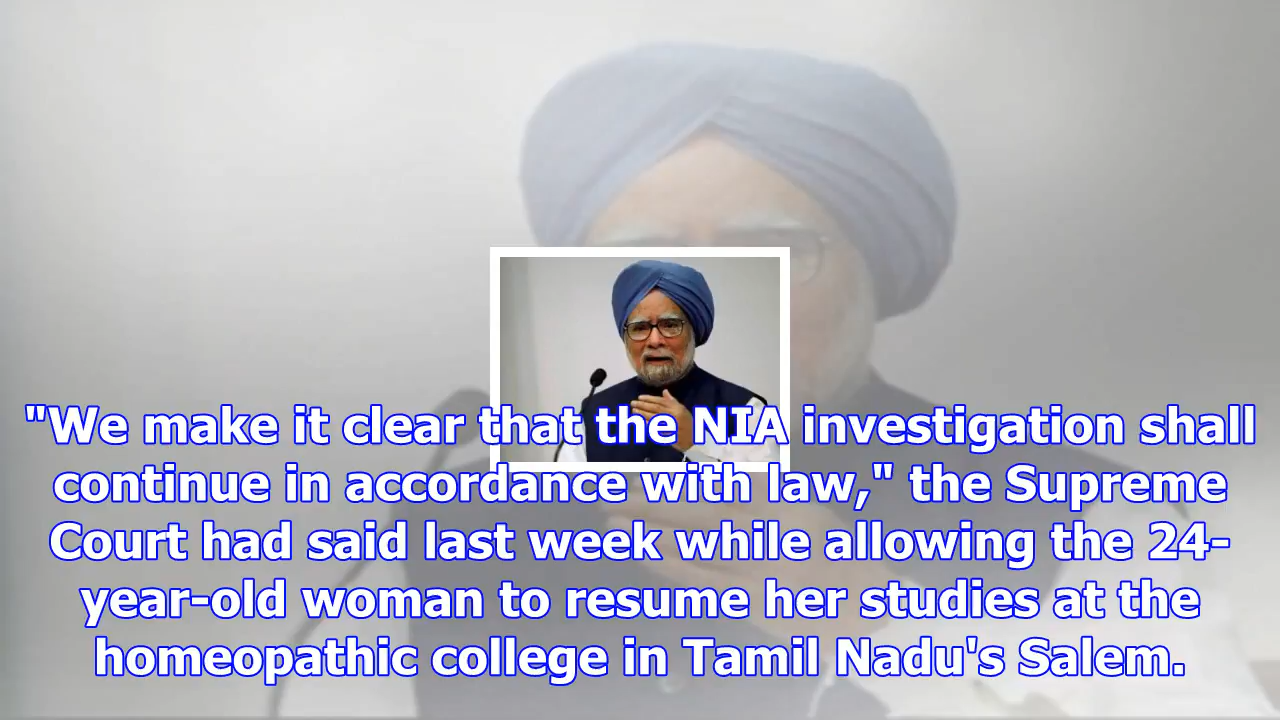 "We make it clear that the NIA investigation shall
continue in accordance with law," the Supreme
Court had said last week while allowing the 24-
year-old woman to resume her studies at the
homeopathic college in Tamil Nadu's Salem.